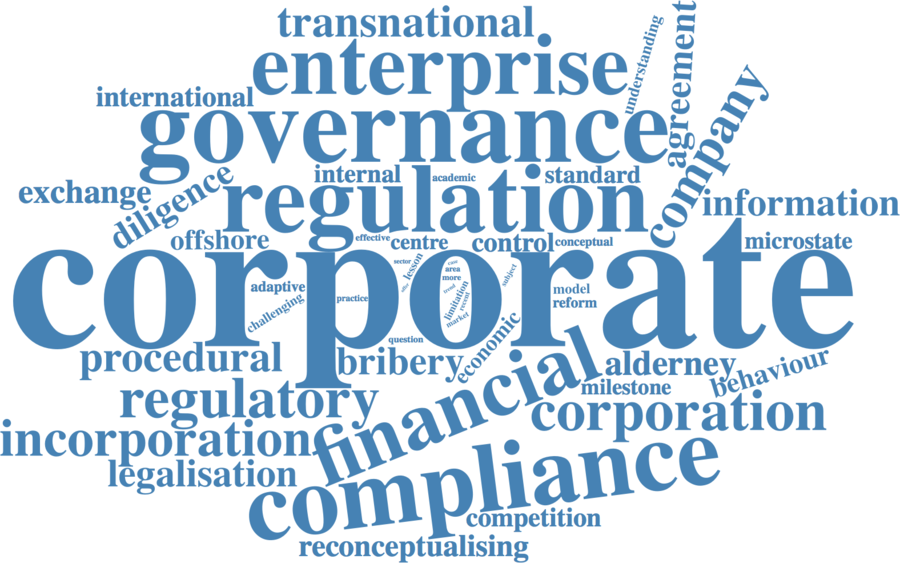 transnational
enterprise
understanding
agreement
international
governance
company
internal
academic
standard
exchange
diligence
regulation
information
offshore
effective
centre
control
conceptual
microstate
corporate
sector
lesson
case
area
more
subject
adaptive
trend
limitation
recent
market
model
reform
practice
challenging
question
procedural
bribery
economic
financial
alderney
milestone
behaviour
regulatory
corporation
incorporation
legalisation
compliance
competition
reconceptualising